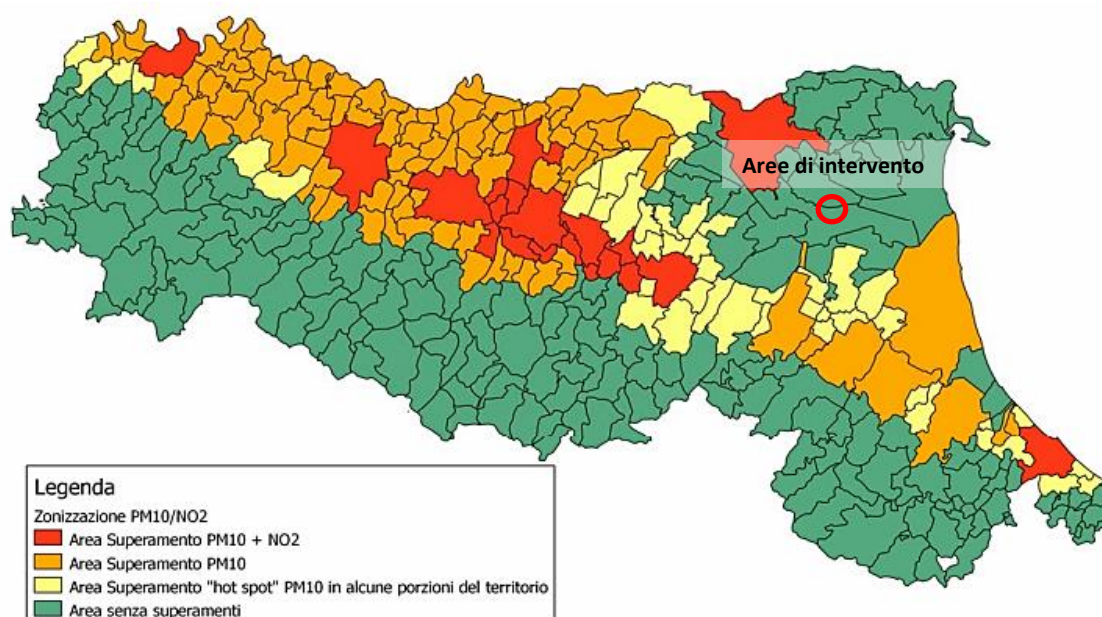 Aree di intervento
Legenda
Zonizzazione PM10/NO2
Area Superamento PM10 + NO2
Area Superamento PM10
Area Superamento "hot spot" PM10 in alcune porzioni del territorio
Area senza superamenti